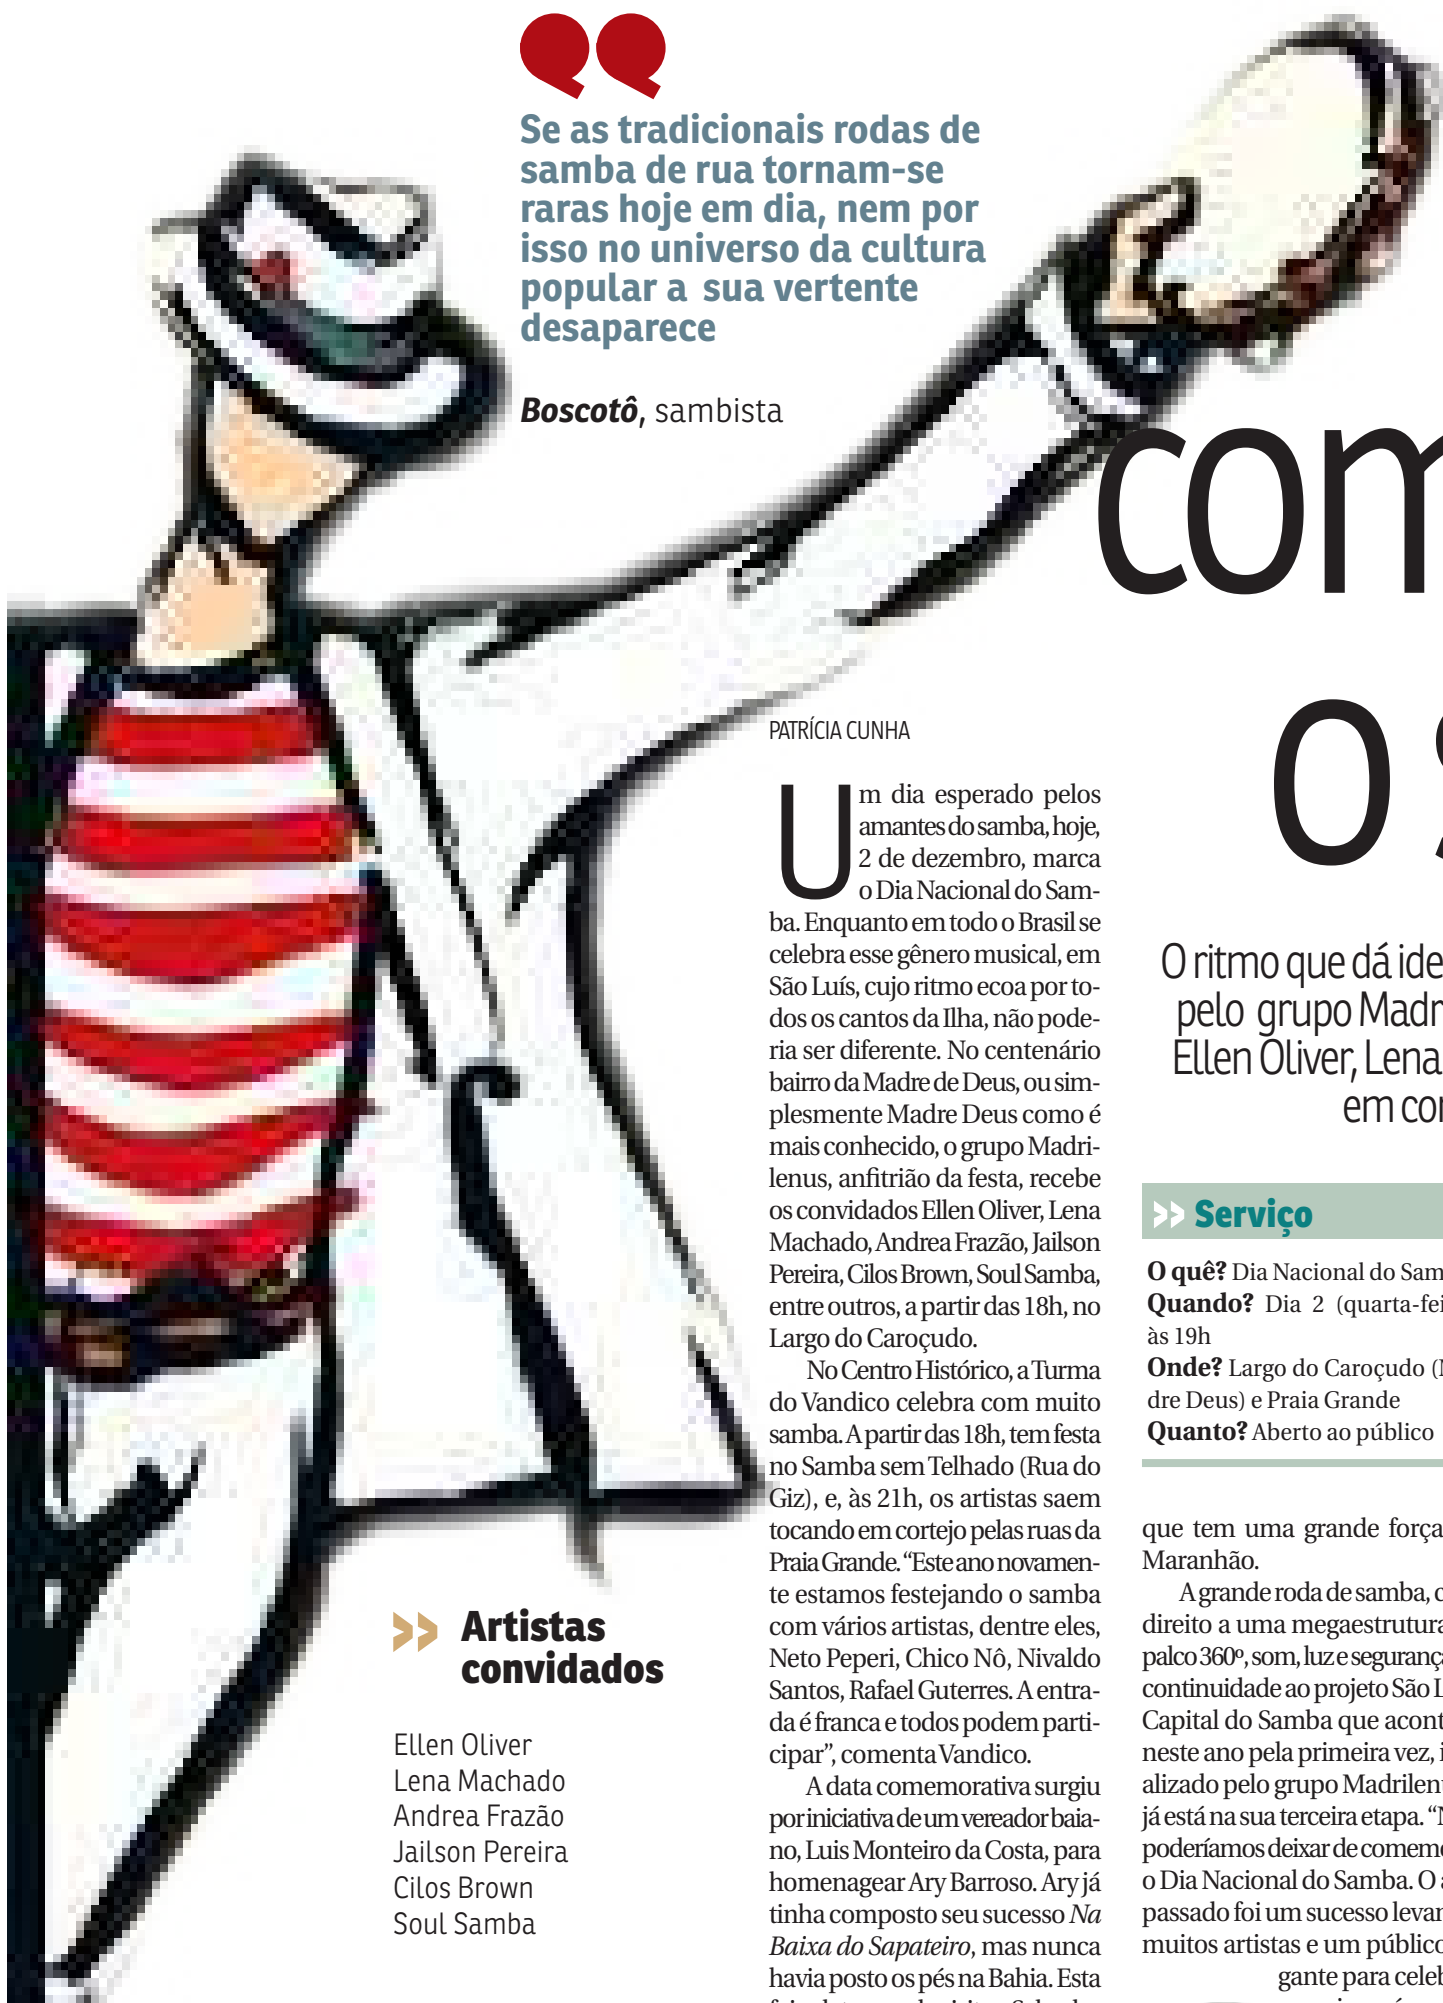 Se as tradicionais rodas de
samba de rua tornam-se
raras hoje em dia, nem por
isso no universo da cultura
popular a sua vertente
desaparece
Boscotô, sambista
com
O S
O ritmo que dá ide
pelo grupo Madr
Ellen Oliver, Lena
em con
PATRÍCIA CUNHA
Um dia esperado pelos
amantes do samba, hoje,
2 de dezembro, marca
o Dia Nacional do Sam-
ba. Enquanto em todo o Brasil se
celebra esse gênero musical, em
São Luís, cujo ritmo ecoa por to-
dos os cantos da Ilha, não pode-
ria ser diferente. No centenário
bairro da Madre de Deus, ou sim-
plesmente Madre Deus como é
mais conhecido, o grupo Madri-
lenus, anfitrião da festa, recebe
os convidados Ellen Oliver, Lena
Machado, Andrea Frazão, Jailson
Pereira, Cilos Brown, Soul Samba,
entre outros, a partir das 18h, no
Largo do Caroçudo.
No Centro Histórico, a Turma
do Vandico celebra com muito
samba. A partir das 18h, tem festa
no Samba sem Telhado (Rua do
Giz), e, às 21h, os artistas saem
tocando em cortejo pelas ruas da
Praia Grande. “Este ano novamen-
te estamos festejando o samba
com vários artistas, dentre eles,
Neto Peperi, Chico Nô, Nivaldo
Santos, Rafael Guterres. A entra-
da é franca e todos podem parti-
cipar”, comenta Vandico.
A data comemorativa surgiu
por iniciativa de um vereador baia-
no, Luis Monteiro da Costa, para
homenagear Ary Barroso. Ary já
tinha composto seu sucesso Na
Baixa do Sapateiro, mas nunca
havia posto os pés na Bahia. Esta
>> Serviço
O quê? Dia Nacional do Sam
Quando? Dia 2 (quarta-fei
às 19h
Onde? Largo do Caroçudo (M
dre Deus) e Praia Grande
Quanto? Aberto ao público
que tem uma grande força
Maranhão.
A grande roda de samba, c
direito a uma megaestrutura
palco 360º, som, luz e segurança
continuidade ao projeto São L
Capital do Samba que acont
neste ano pela primeira vez, i
alizado pelo grupo Madrilenu
já está na sua terceira etapa. “N
poderíamos deixar de comemo
o Dia Nacional do Samba. O a
passado foi um sucesso levan
muitos artistas e um público
gante para celeb
>> Artistas
convidados
Ellen Oliver
Lena Machado
Andrea Frazão
Jailson Pereira
Cilos Brown
Soul Samba